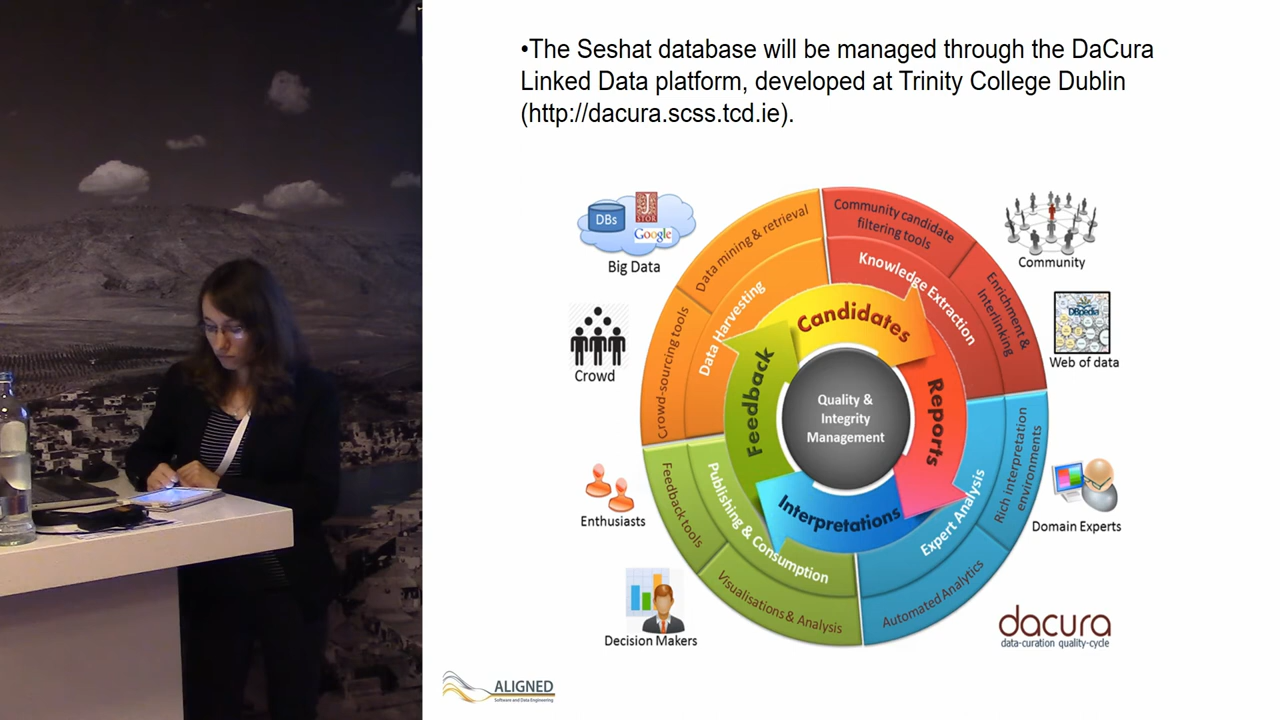 •The Seshat database will be managed through the DaCura
Linked Data platform, developed at Trinity College Dublin
(http://dacura.scss.tcd.ie).
DBs
JSTOR
Google
Big Data
Crowd
Enthusiasts
Decision Makers
Data mining & retrieval
Crowd-sourcing tools
Data Harvesting
Community candidate
filtering tools
Knowledge Extraction
Enrichment &
Interlinking
Candidates
Feedback
Reports
Interpretations
Quality &
Integrity
Management
Feedback tools
Publishing & Consumption
Visualisations & Analysis
Expert Analysis
Rich interpretation
environments
Automated Analytics
Community
DBpedia
Web of data
Domain Experts
dacura
data-curation quality-cycle
ALIGNED
Software and Data Engineering